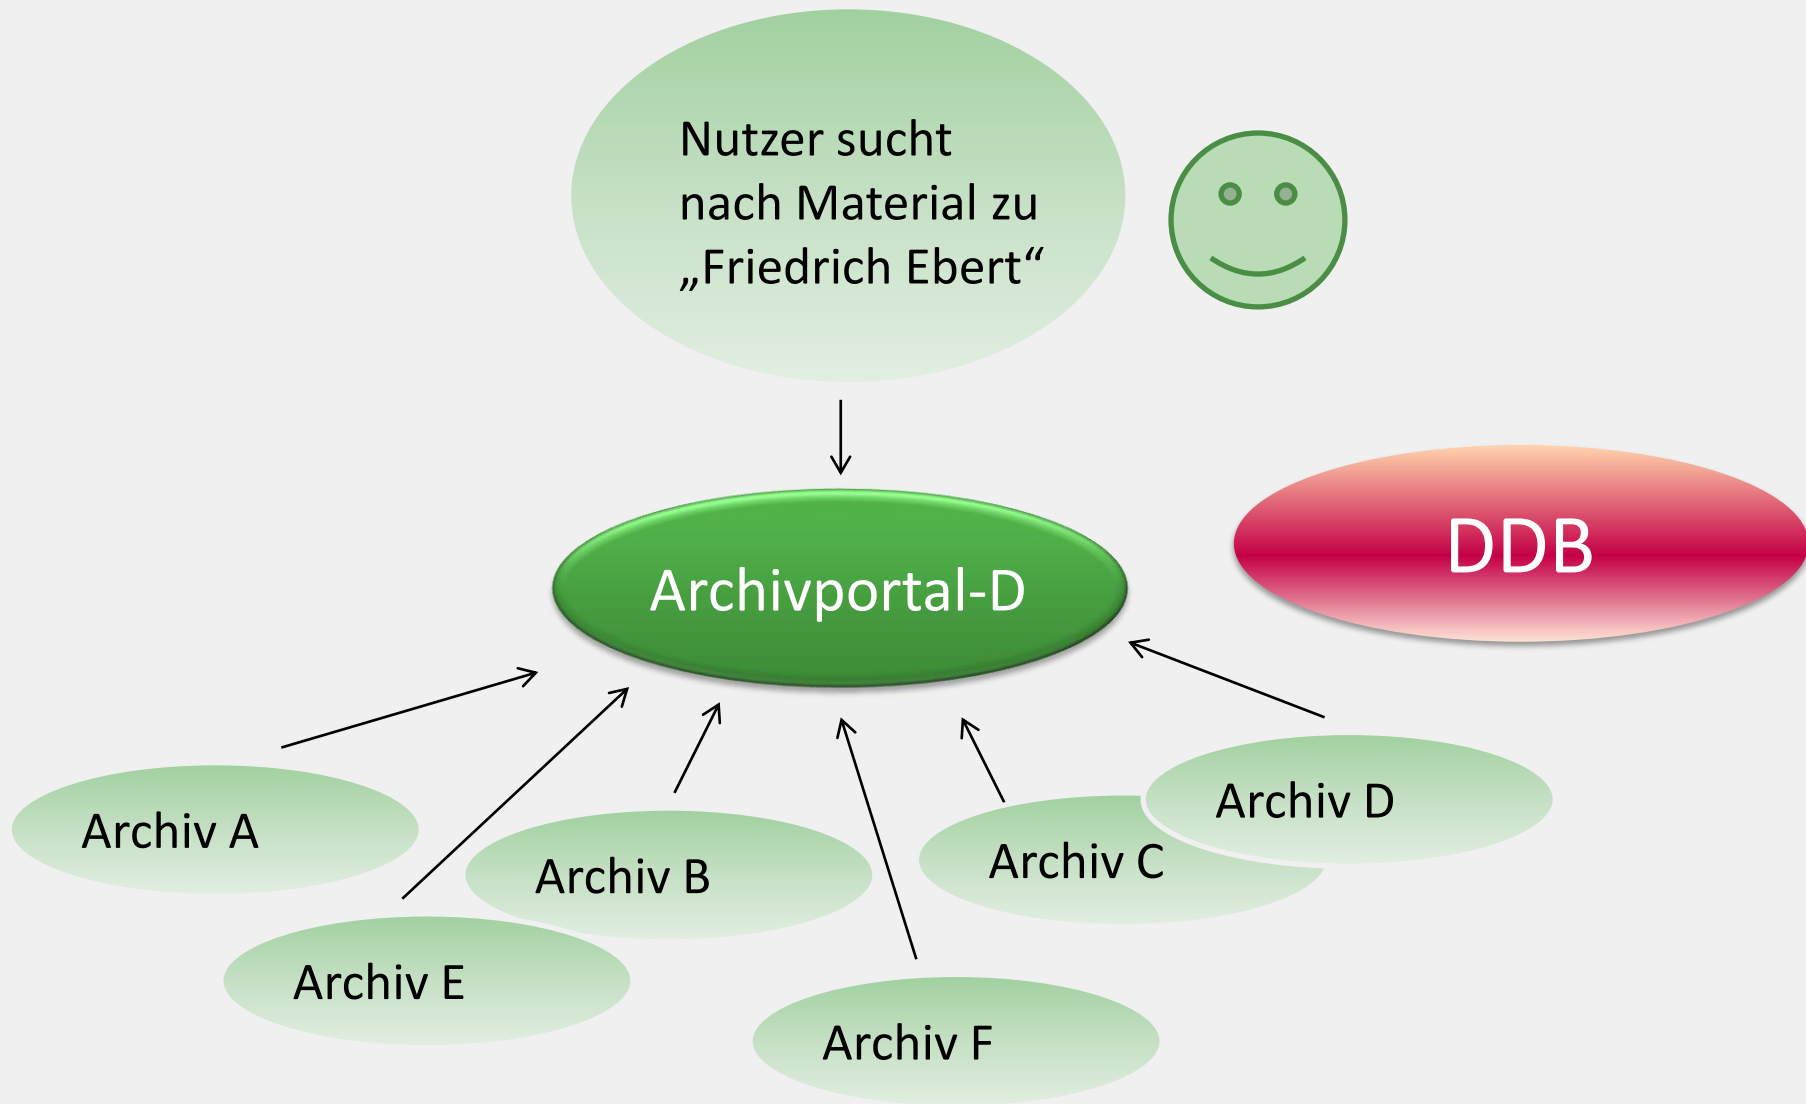 Nutzer sucht
nach Material zu
„Friedrich Ebert“
DDB
Archivportal-D
Archiv D
Archiv A
Archiv C
Archiv B
Archiv E
Archiv F